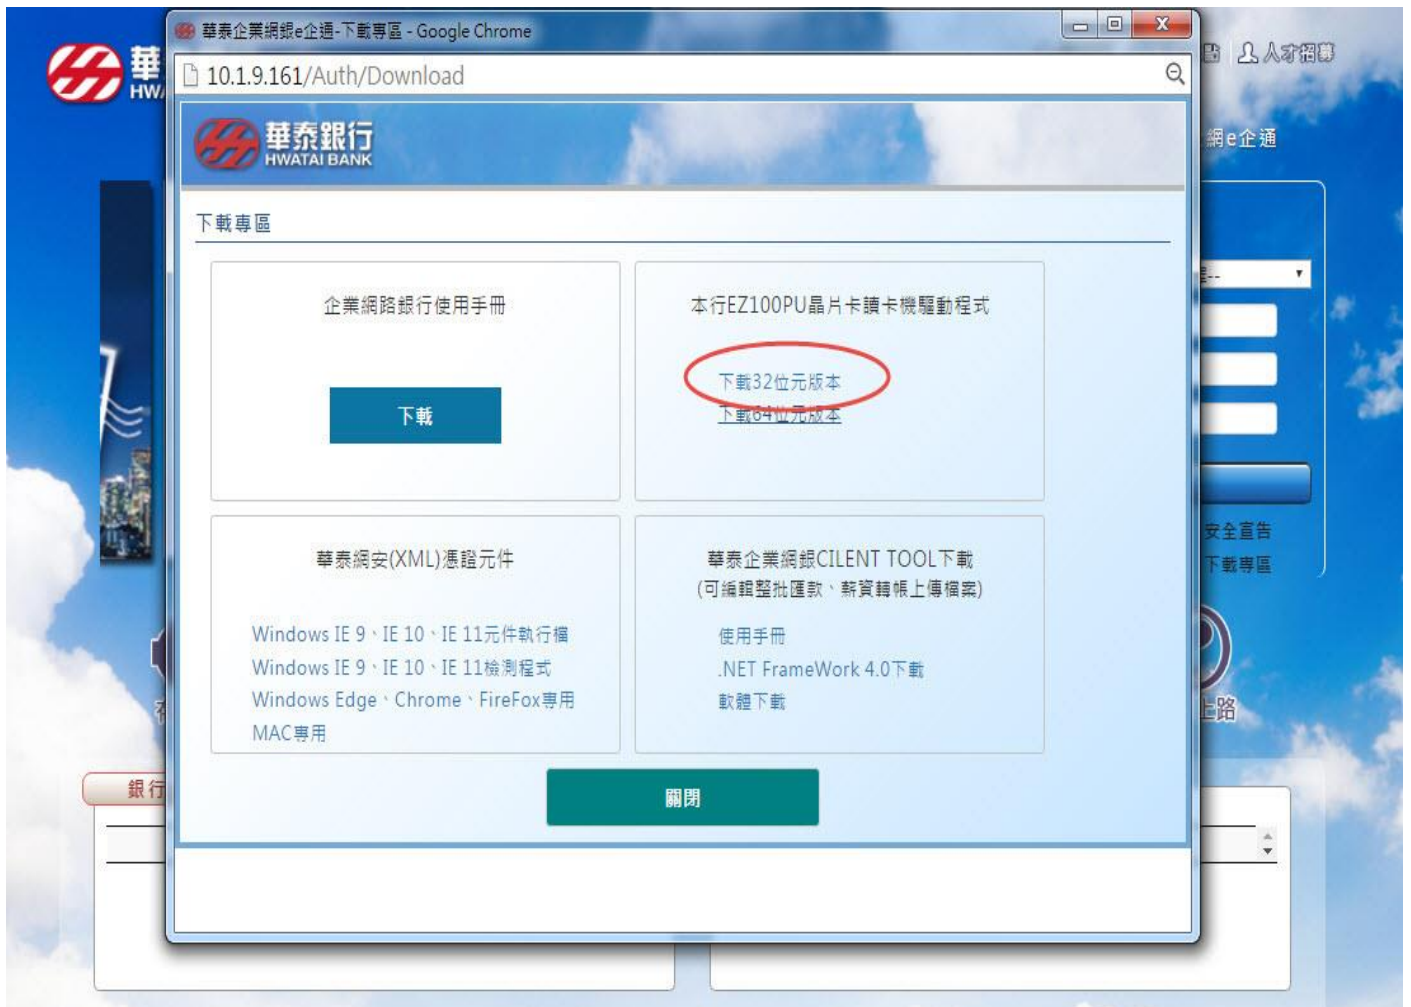 華泰企業網銀e企通-下載專區 - Google Chrome
10.1.9.161/Auth/Download
華
HWA
人才招募
華泰銀行
HWATAI BANK
網e企通
下載專區
企業網路銀行使用手冊
下載
本行EZ100PU晶片卡讀卡機驅動程式
下載32位元版本
下載64位元版本
華泰網安(XML)憑證元件
Windows IE 9、IE 10、IE 11元件執行檔
Windows IE 9、IE 10、IE 11檢測程式
Windows Edge、Chrome、FireFox專用
MAC專用
華泰企業網銀CILENT TOOL下載
(可編輯整批匯款、薪資轉帳上傳檔案)
使用手冊
.NET FrameWork 4.0下載
軟體下載
關閉
安全宣告
下載專區
上路
銀行